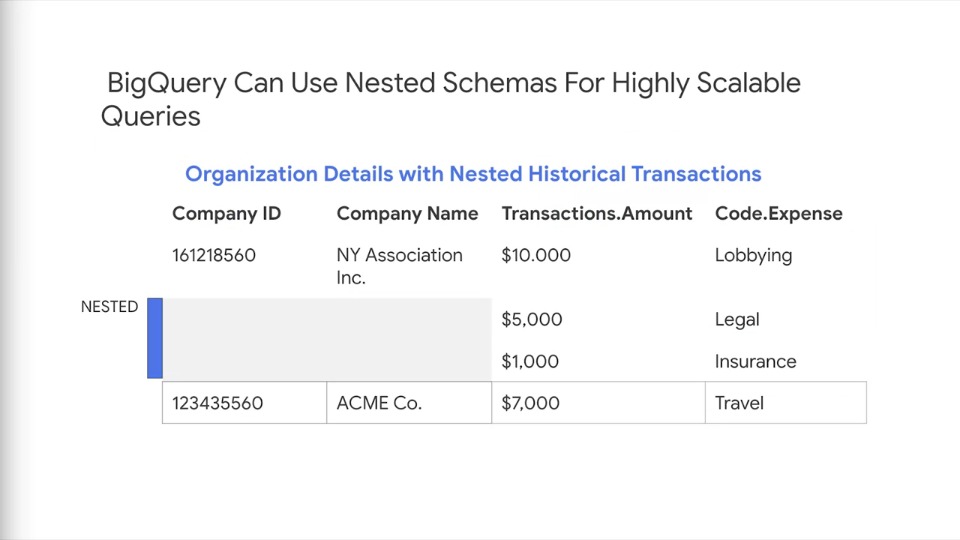 BigQuery Can Use Nested Schemas For Highly Scalable
Queries
Organization Details with Nested Historical Transactions
Company ID Company Name Transactions.Amount Code.Expense
161218560 NY Association $10.000 Lobbying
Inc.
NESTED
$5,000 Legal
$1,000 Insurance
123435560 ACME Co. $7,000 Travel